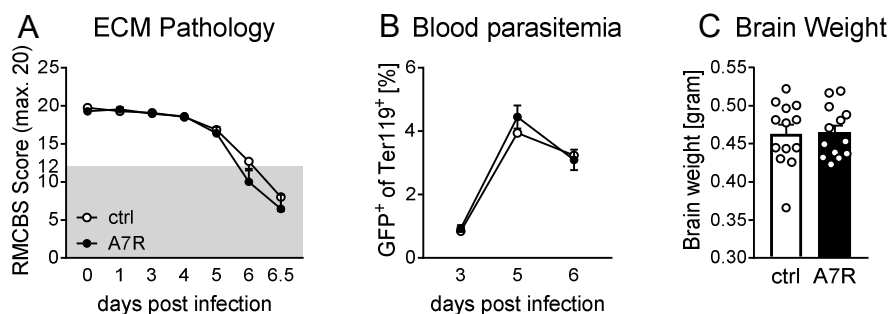 A ECM Pathology
RMCBS Score (max. 20)
25
20
15
12
10
5
0
ctrl
A7R
0 1 3 4 5 6 6.5
days post infection
B Blood parasitemia
GFP⁺ of Ter119⁺ [%]
6
4
2
0
3 5 6
days post infection
C Brain Weight
Brain weight [gram]
0.55
0.50
0.45
0.40
0.35
0.30
ctrl A7R